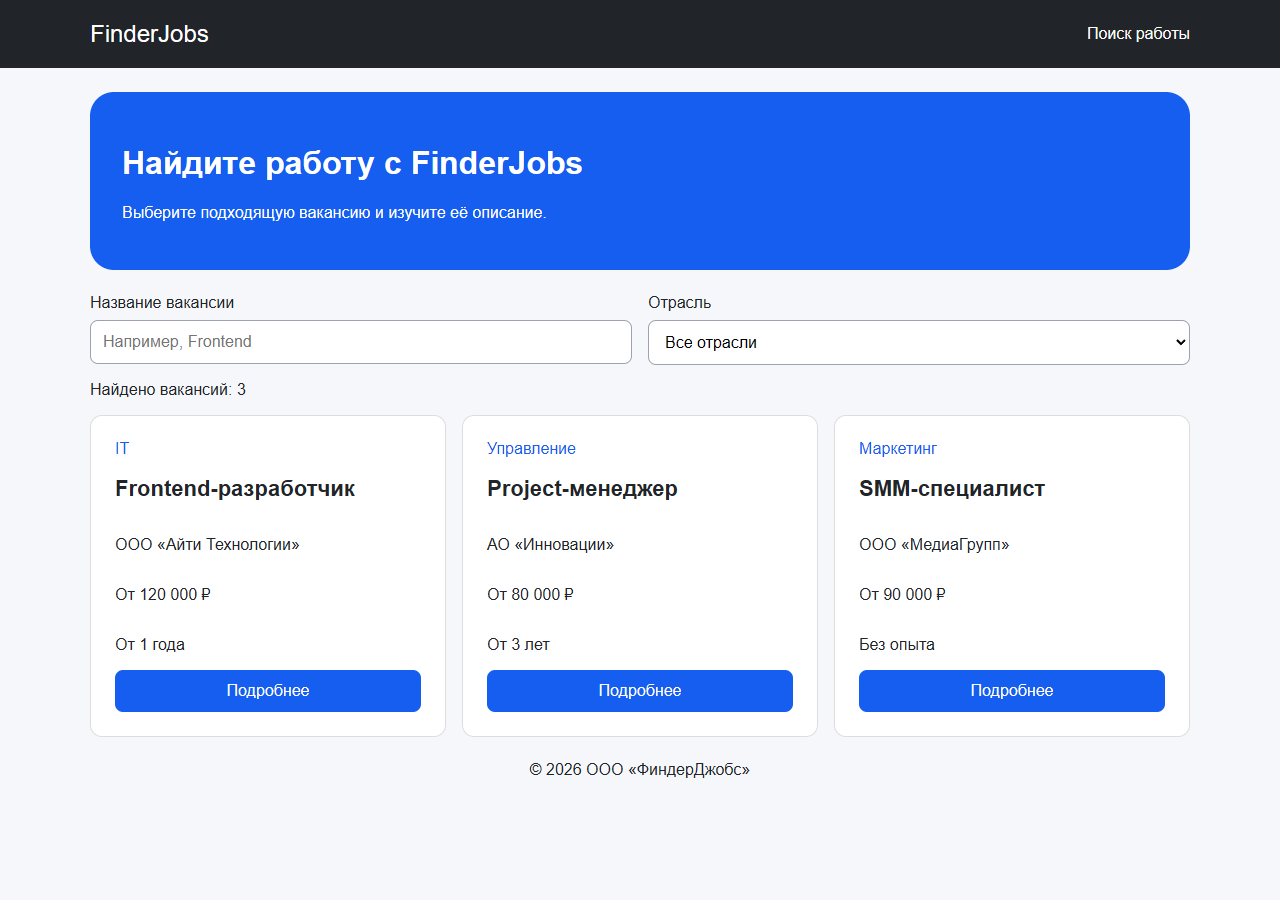 FinderJobs
Поиск работы
Найдите работу с FinderJobs
Выберите подходящую вакансию и изучите её описание.
Название вакансии
Отрасль
Например, Frontend
Все отрасли
Найдено вакансий: 3
IT
Frontend-разработчик
ООО «Айти Технологии»
От 120 000 ₽
От 1 года
Подробнее
Управление
Project-менеджер
АО «Инновации»
От 80 000 ₽
От 3 лет
Подробнее
Маркетинг
SMM-специалист
ООО «МедиаГрупп»
От 90 000 ₽
Без опыта
Подробнее
© 2026 ООО «ФиндерДжобс»